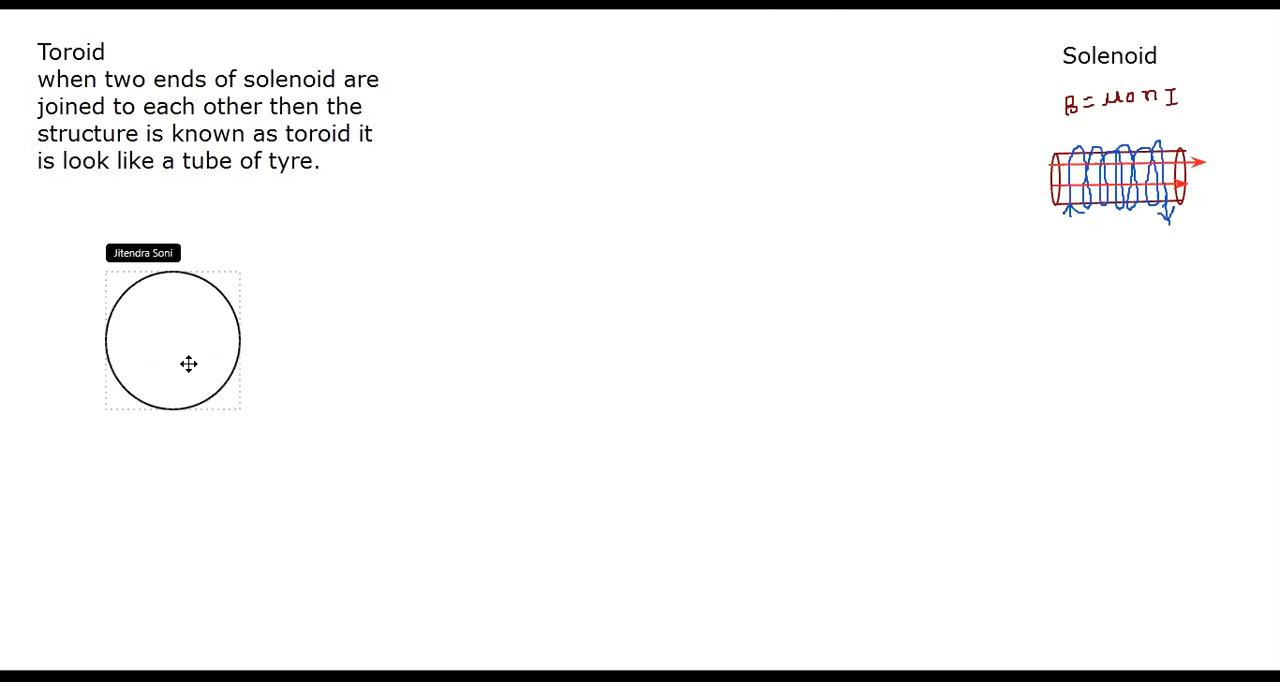 Toroid
when two ends of solenoid are
joined to each other then the
structure is known as toroid it
is look like a tube of tyre.
Jitendra Soni
Solenoid
B = μ0 n I